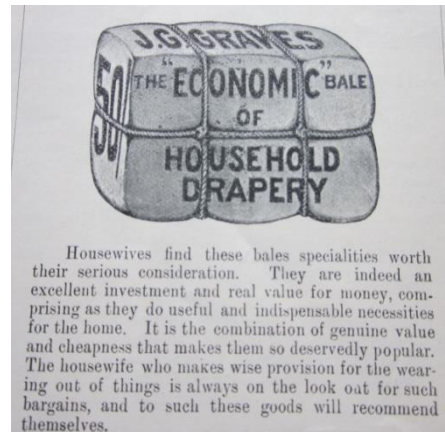 J.G. GRAVES
50/
THE "ECONOMIC" BALE
OF
HOUSEHOLD
DRAPERY
Housewives find these bales specialities worth
their serious consideration. They are indeed an
excellent investment and real value for money, com-
prising as they do useful and indispensable necessities
for the home. It is the combination of genuine value
and cheapness that makes them so deservedly popular.
The housewife who makes wise provision for the wear-
ing out of things is always on the look out for such
bargains, and to such these goods will recommend
themselves.